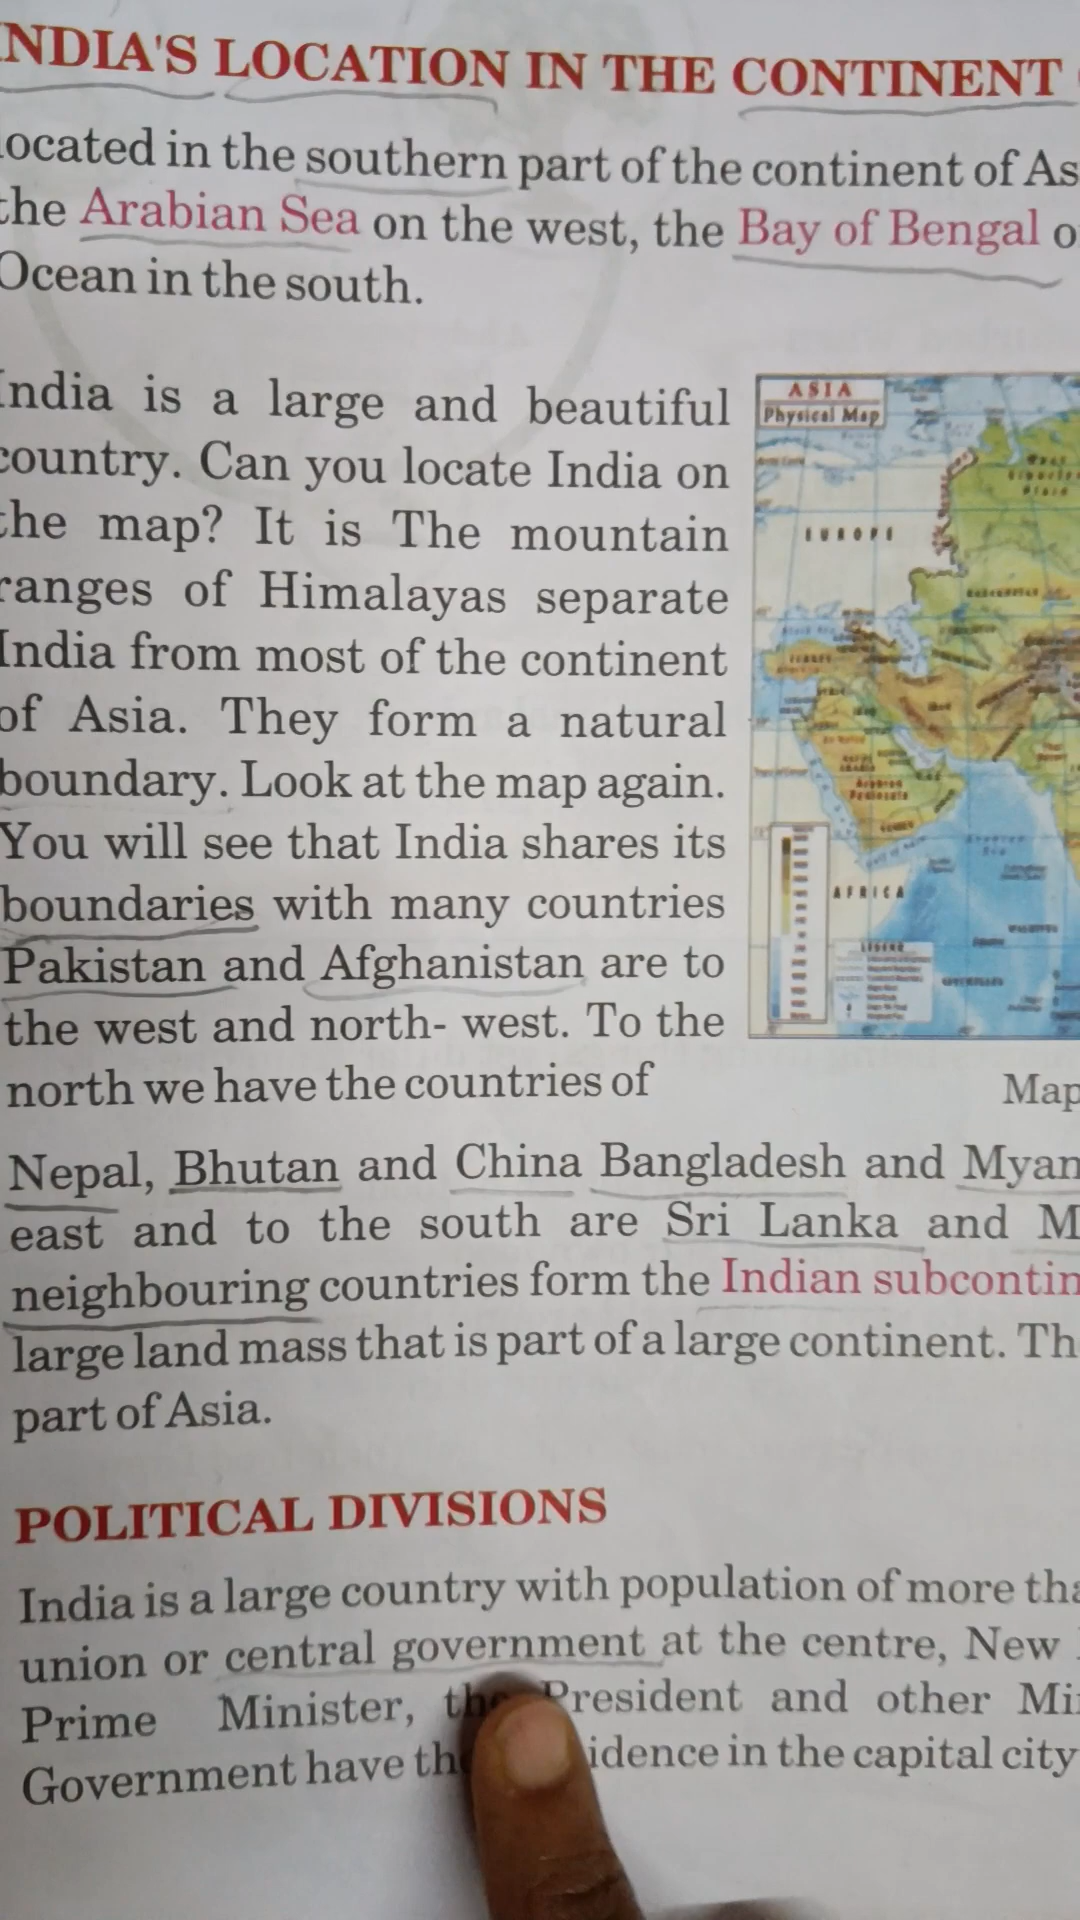 INDIA'S LOCATION IN THE CONTINENT
located in the southern part of the continent of As
the Arabian Sea on the west, the Bay of Bengal o
Ocean in the south.
India is a large and beautiful
country. Can you locate India on
the map? It is The mountain
ranges of Himalayas separate
India from most of the continent
of Asia. They form a natural
boundary. Look at the map again.
You will see that India shares its
boundaries with many countries
Pakistan and Afghanistan are to
the west and north- west. To the
north we have the countries of
ASIA
Physical Map
EUROPE
Arabian
Peninsula
AFRICA
LEGEND
Map
Nepal, Bhutan and China Bangladesh and Myan
east and to the south are Sri Lanka and M
neighbouring countries form the Indian subcontin
large land mass that is part of a large continent. Th
part of Asia.
POLITICAL DIVISIONS
India is a large country with population of more tha
union or central government at the centre, New
Prime Minister, the President and other Mi
Government have th idence in the capital city